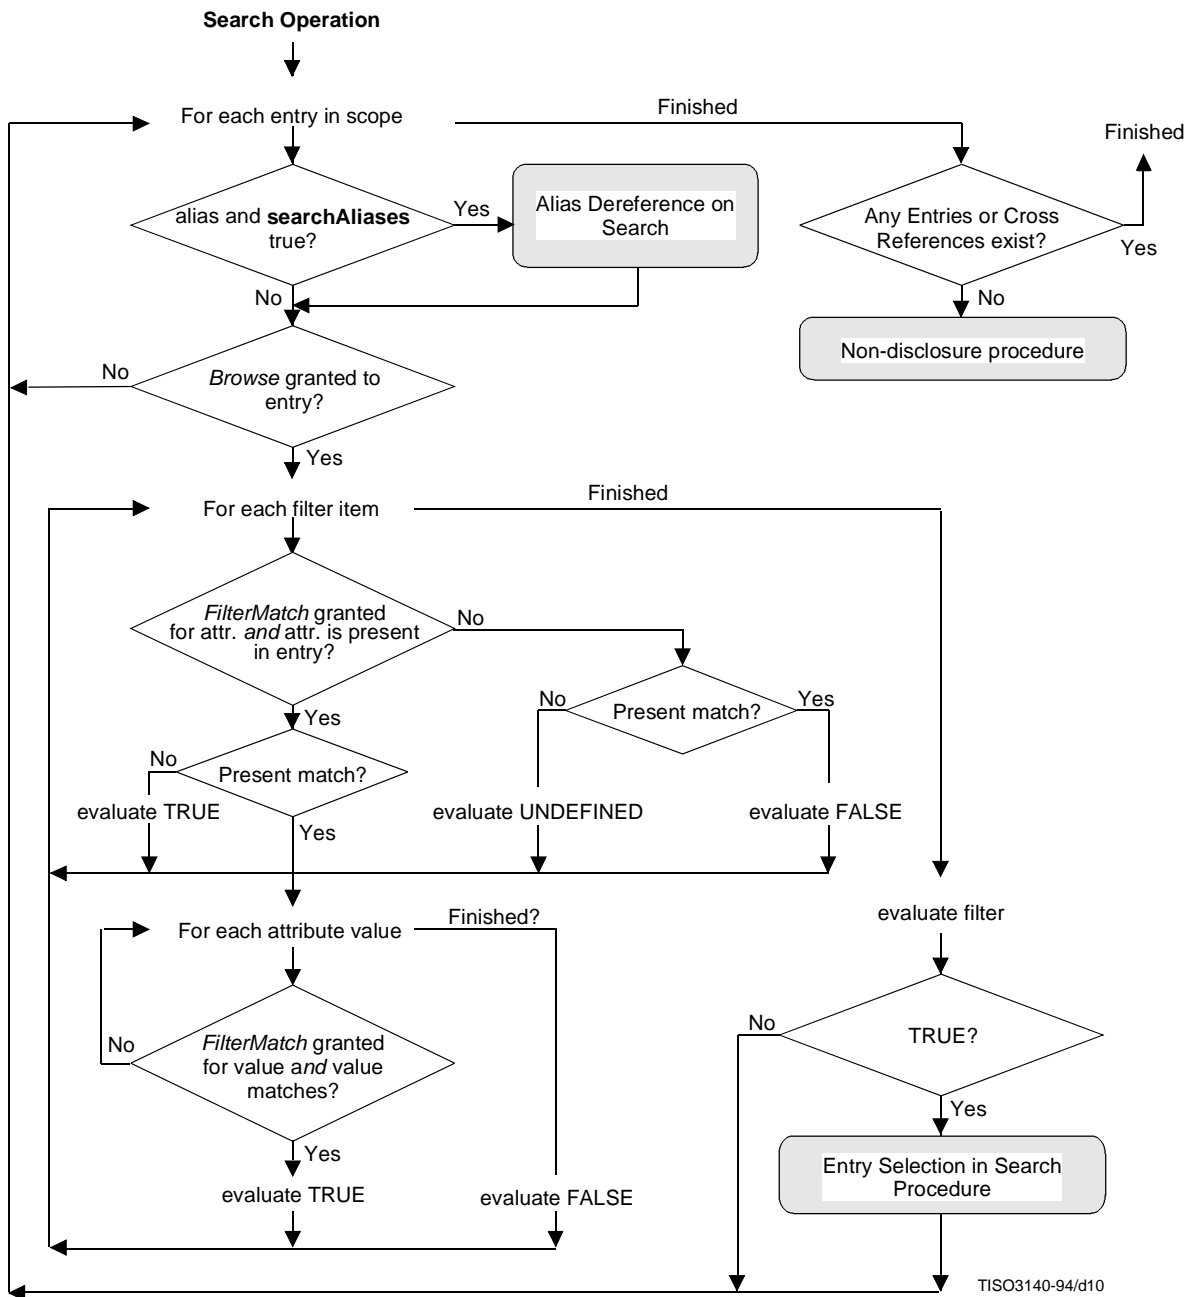 Search Operation
For each entry in scope
Finished
Finished
alias and searchAliases
true?
Yes
Alias Dereference on
Search
Any Entries or Cross
References exist?
Yes
No
No
Non-disclosure procedure
No
Browse granted to
entry?
Yes
For each filter item
Finished
FilterMatch granted
for attr. and attr. is present
in entry?
No
Yes
No
Present match?
Yes
No
Present match?
evaluate TRUE
Yes
evaluate UNDEFINED
evaluate FALSE
For each attribute value
Finished?
evaluate filter
No
FilterMatch granted
for value and value
matches?
No
TRUE?
Yes
Yes
evaluate TRUE
evaluate FALSE
Entry Selection in Search
Procedure
TISO3140-94/d10